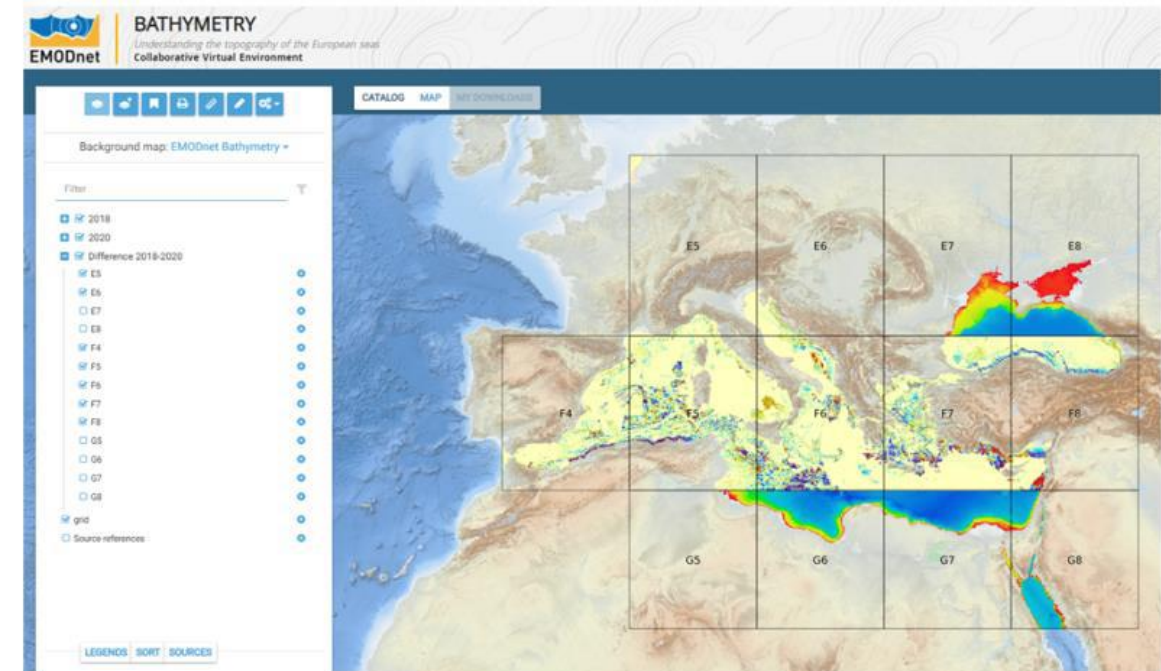 BATHYMETRY
Understanding the topography of the European seas
EMODnet
Collaborative Virtual Environment
CATALOG MAP MY DOWNLOADS
Background map: EMODnet Bathymetry
Filter
2018
2020
Difference 2018-2020
E5
E6
E7
E8
F4
F5
F6
F7
F8
G5
G6
G7
G8
grid
Source references
LEGENDS SORT SOURCES
E5 E6 E7 E8
F4 F5 F6 F7 F8
G5 G6 G7 G8